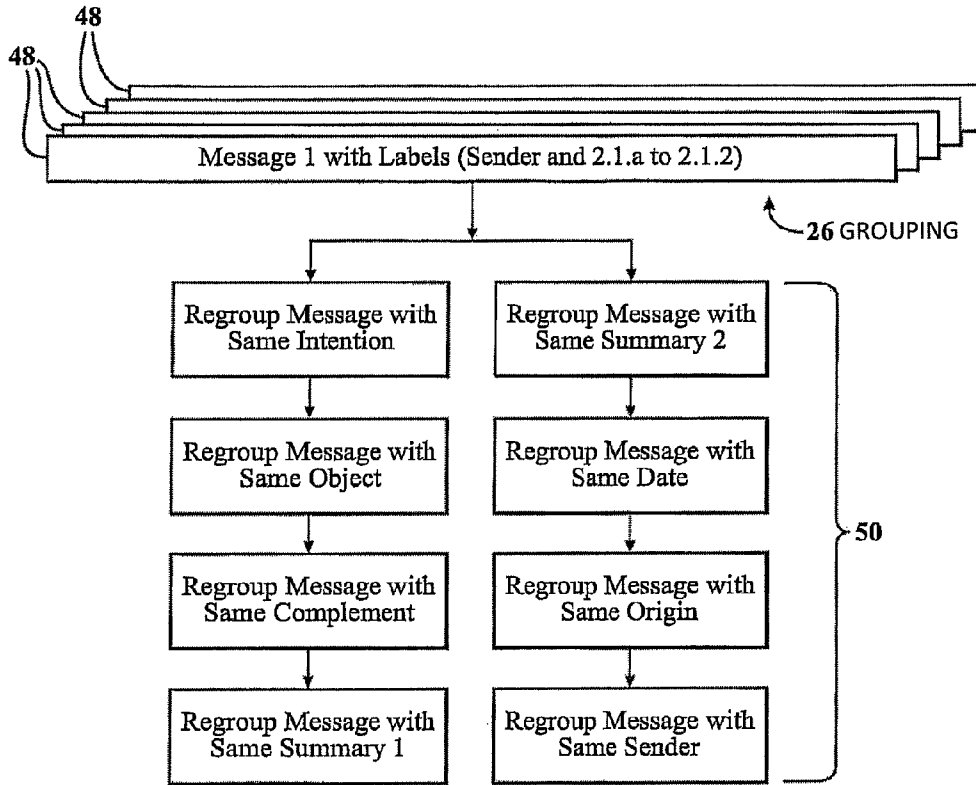 48
48
Message 1 with Labels (Sender and 2.1.a to 2.1.2)
26 GROUPING
Regroup Message with
Same Intention
Regroup Message with
Same Object
Regroup Message with
Same Complement
Regroup Message with
Same Summary 1
Regroup Message with
Same Summary 2
Regroup Message with
Same Date
Regroup Message with
Same Origin
Regroup Message with
Same Sender
50